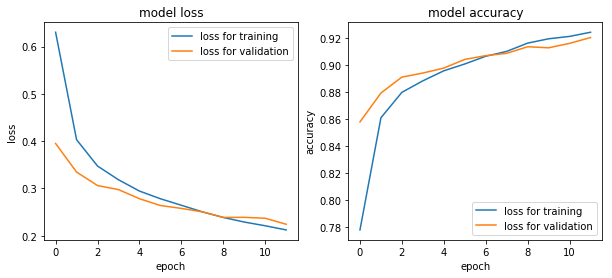 model loss
loss
0.6
0.5
0.4
0.3
0.2
0 2 4 6 8 10
epoch
loss for training
loss for validation
model accuracy
accuracy
0.92
0.90
0.88
0.86
0.84
0.82
0.80
0.78
0 2 4 6 8 10
epoch
loss for training
loss for validation